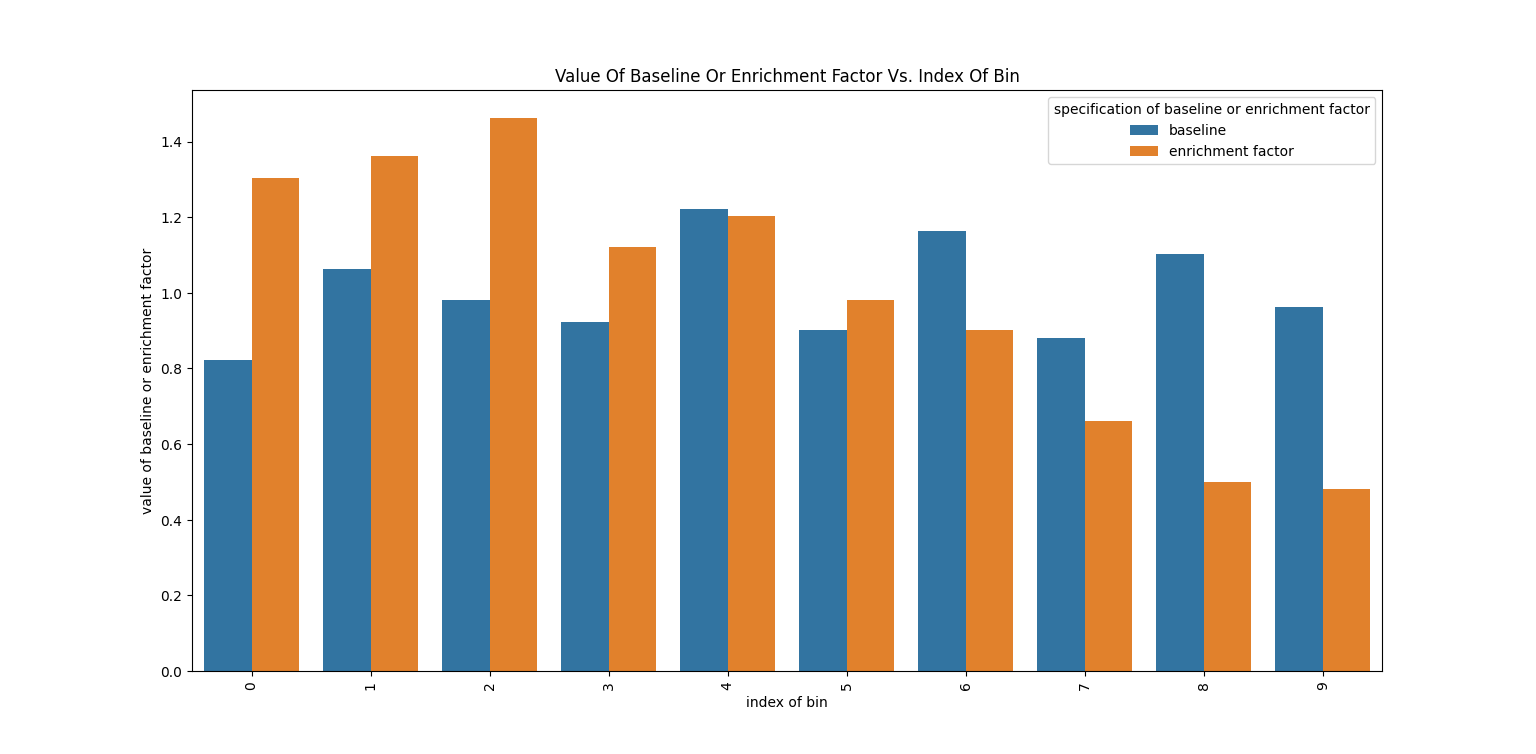 Value Of Baseline Or Enrichment Factor Vs. Index Of Bin
specification of baseline or enrichment factor
baseline
enrichment factor
value of baseline or enrichment factor
1.4
1.2
1.0
0.8
0.6
0.4
0.2
0.0
0 1 2 3 4 5 6 7 8 9
index of bin